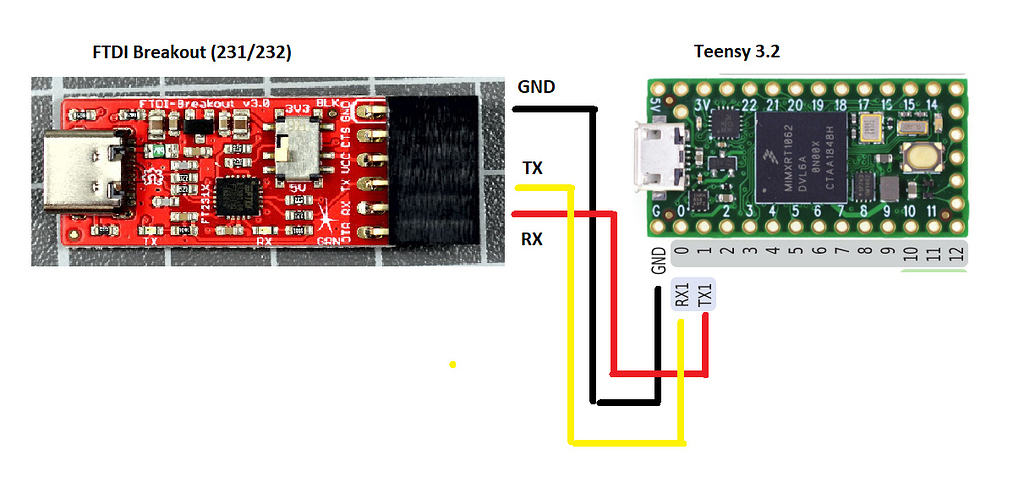 FTDI Breakout (231/232)
Teensy 3.2
FTDI-Breakout v3.0
BLK
GND
CTS
VCC
TX
RX
DTR
3V3
5V
FT231X
TX
RX
GRN
GND
TX
RX
5V
3V 22 21 20 19 18 17 16 15 14
MIMXRT1062
DVL6A
0N00X
CTAA1848H
G 0 2 3 4 5 6 8 9 10 11
GND 0 1 2 3 4 5 6 7 8 9 10 11 12
RX1 TX1